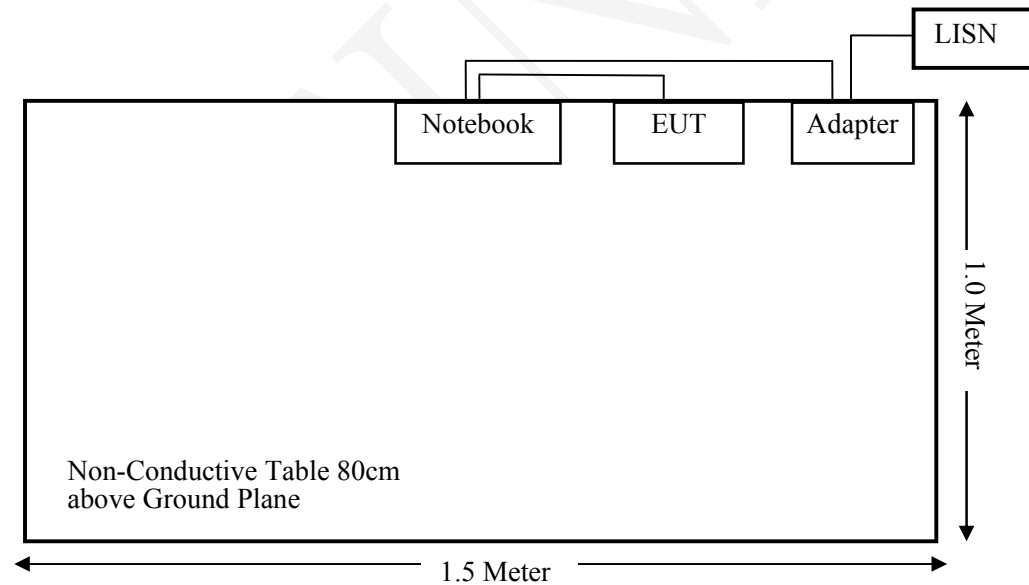 LISN
Notebook
EUT
Adapter
1.0 Meter
Non-Conductive Table 80cm
above Ground Plane
1.5 Meter